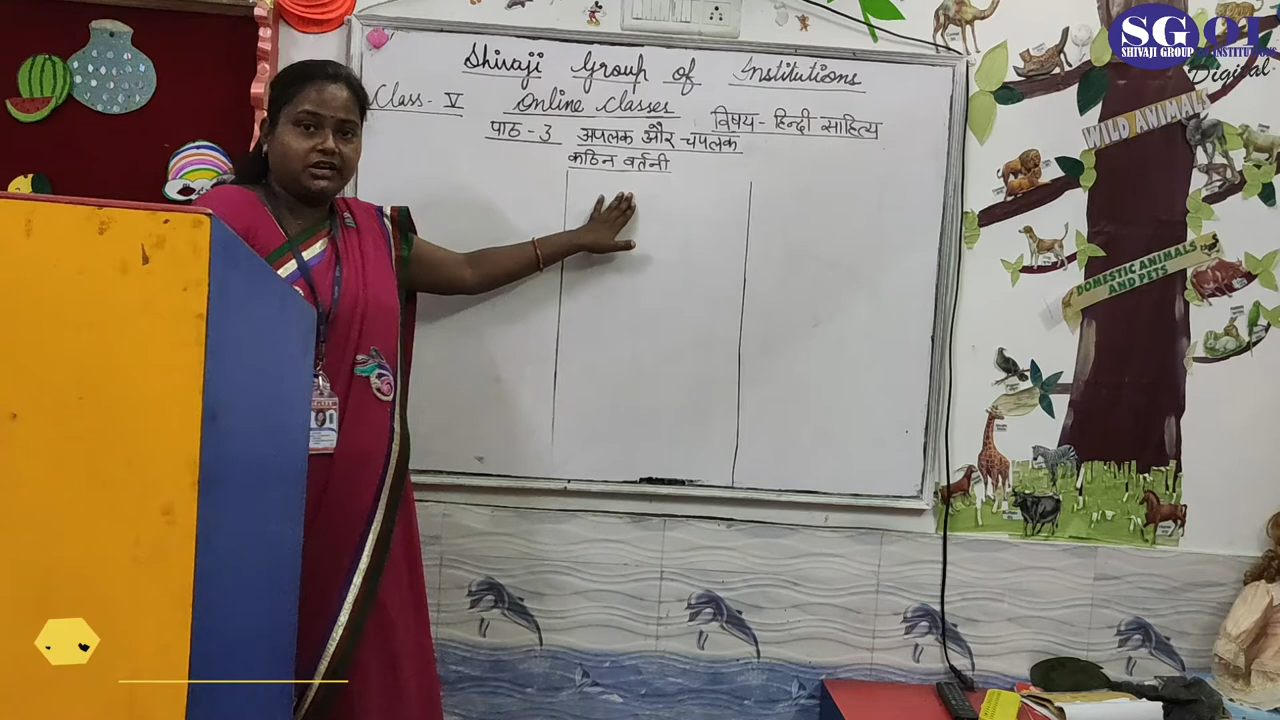 Shivaji Group of Institutions
Class - V
Online classes
विषय - हिन्दी साहित्य
पाठ - 3 अपलक और चपलक
कठिन वर्तनी
SGOI
SHIVAJI GROUP OF INSTITUTIONS
Digital
WILD ANIMALS
DOMESTIC ANIMALS
AND PETS